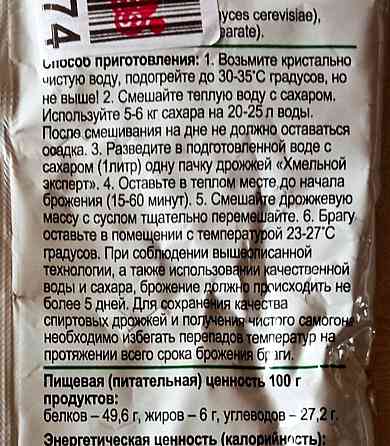 74
yces cerevisiae),
parate).
Способ приготовления: 1. Возьмите кристально
чистую воду, подогрейте до 30-35°С градусов, но
не выше! 2. Смешайте теплую воду с сахаром.
Используйте 5-6 кг сахара на 20-25 л воды.
После смешивания на дне не должно оставаться
осадка. 3. Разведите в подготовленной воде с
сахаром (1литр) одну пачку дрожжей «Хмельной
эксперт». 4. Оставьте в теплом месте до начала
брожения (15-60 минут). 5. Смешайте дрожжевую
массу с суслом тщательно перемешайте. 6. Брагу
оставьте в помещении с температурой 23-27°С
градусов. При соблюдении вышеописанной
технологии, а также использовании качественной
воды и сахара, брожение должно происходить не
более 5 дней. Для сохранения качества
спиртовых дрожжей и получения чистого самогона
необходимо избегать перепадов температур на
протяжении всего срока брожения браги.
Пищевая (питательная) ценность 100 г
продуктов:
белков – 49,6 г, жиров – 6 г, углеводов – 27,2 г.
Энергетическая ценность (калорийность):